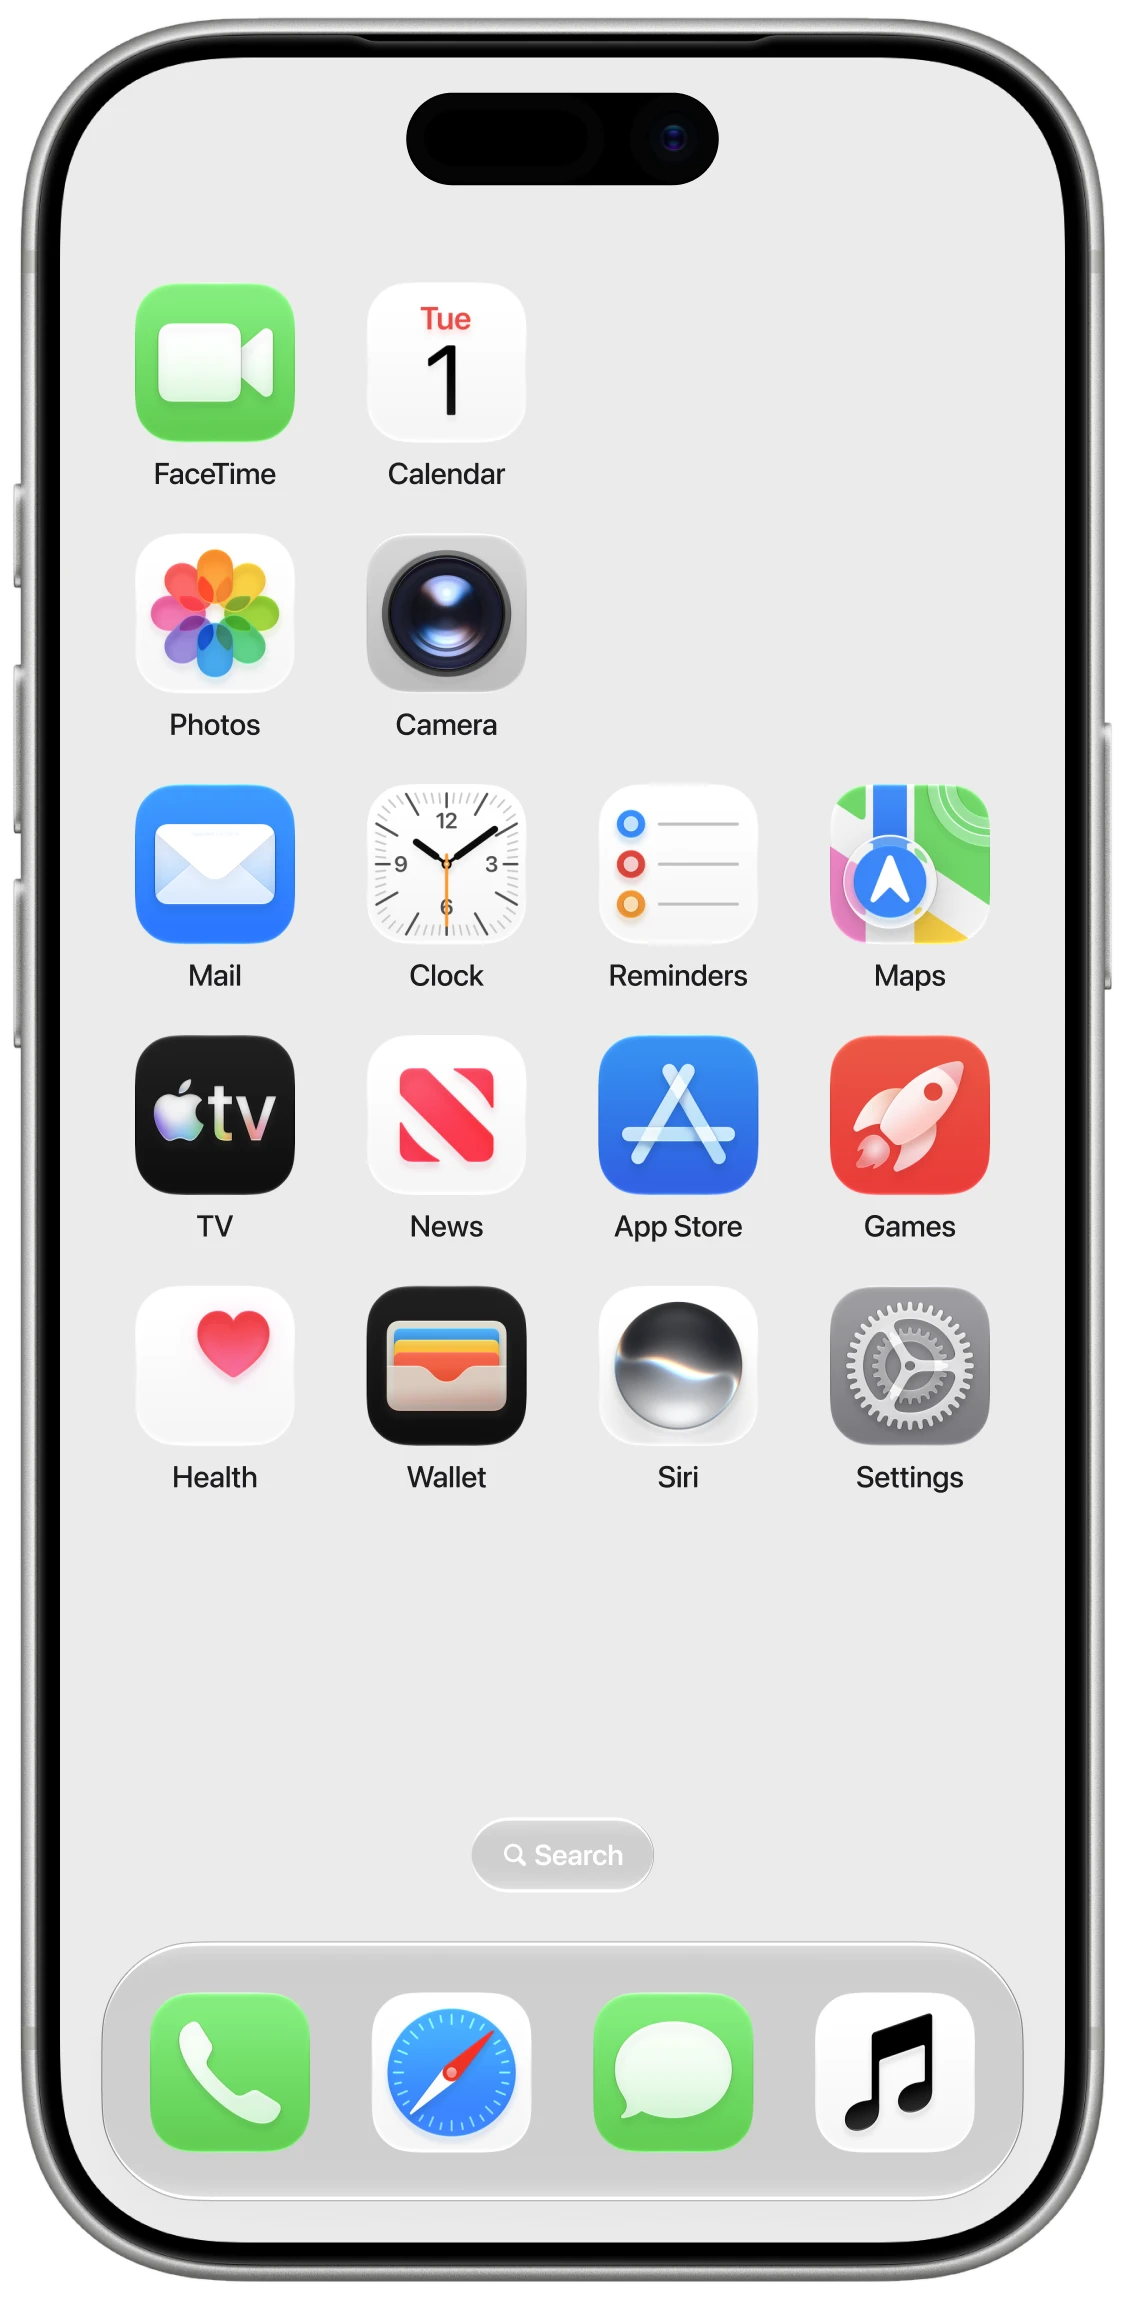 Tue
1
FaceTime
Calendar
Photos
Camera
12
9
3
6
Mail
Clock
Reminders
Maps
tv
TV
News
App Store
Games
Health
Wallet
Siri
Settings
Search